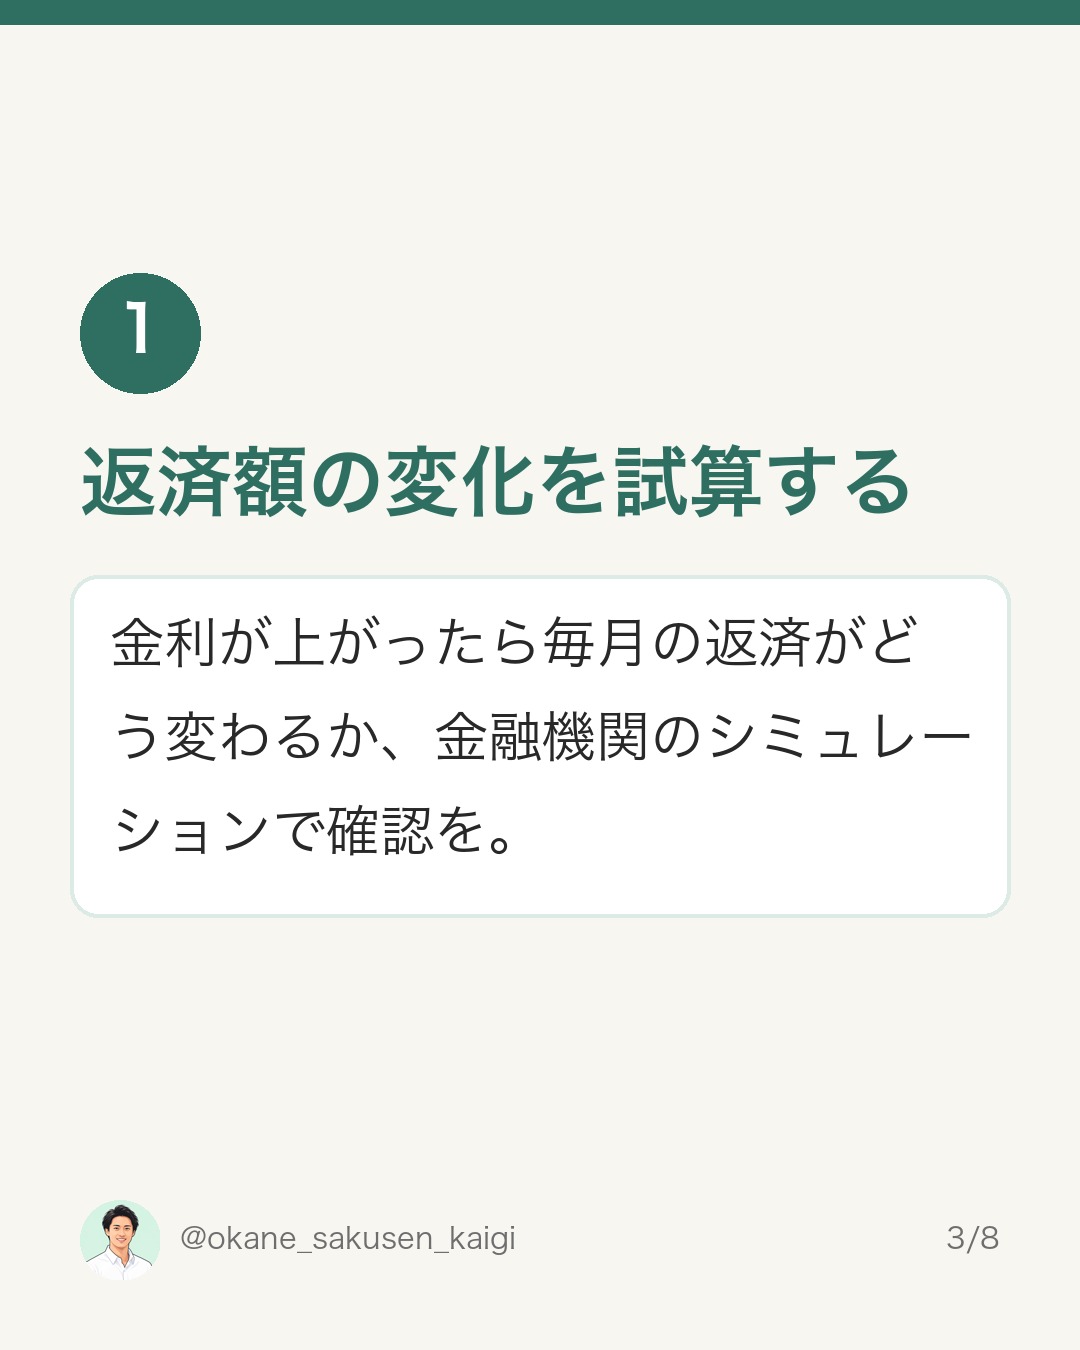 1
返済額の変化を試算する
金利が上がったら毎月の返済がど
う変わるか、金融機関のシミュレー
ションで確認を。
@okane_sakusen_kaigi
3/8